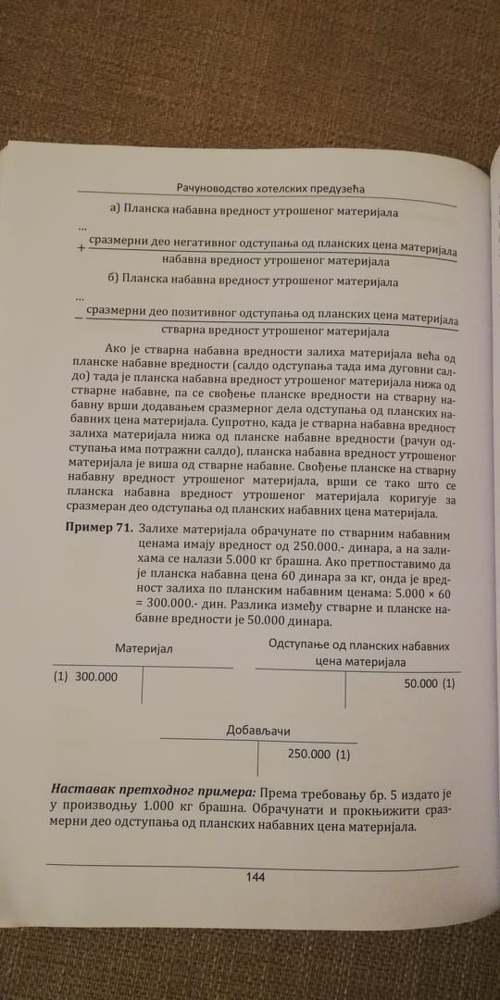 Рачуноводство хотелских предузећа
а) Планска набавна вредност утрошеног материјала
...
+ сразмерни део негативног одступања од планских цена материјала
набавна вредност утрошеног материјала
б) Планска набавна вредност утрошеног материјала
...
– сразмерни део позитивног одступања од планских цена материјала
стварна вредност утрошеног материјала
Ако је стварна набавна вредности залиха материјала већа од
планске набавне вредности (салдо одступања тада има дуговни сал-
до) тада је планска набавна вредност утрошеног материјала нижа од
стварне набавне, па се свођење планске вредности на стварну на-
бавну врши додавањем сразмерног дела одступања од планских на-
бавних цена материјала. Супротно, када је стварна набавна вредност
залиха материјала нижа од планске набавне вредности (рачун од-
ступања има потражни салдо), планска набавна вредност утрошеног
материјала је виша од стварне набавне. Свођење планске на стварну
набавну вредност утрошеног материјала, врши се тако што се
планска набавна вредност утрошеног материјала коригује за
сразмеран део одступања од планских набавних цена материјала.
Пример 71. Залихе материјала обрачунате по стварним набавним
ценама имају вредност од 250.000.- динара, а на зали-
хама се налази 5.000 кг брашна. Ако претпоставимо да
је планска набавна цена 60 динара за кг, онда је вред-
ност залиха по планским набавним ценама: 5.000 × 60
= 300.000.- дин. Разлика између стварне и планске на-
бавне вредности је 50.000 динара.
Материјал
(1) 300.000
Одступање од планских набавних
цена материјала
50.000 (1)
Добављачи
250.000 (1)
Наставак претходног примера: Према требовању бр. 5 издато је
у производњу 1.000 кг брашна. Обрачунати и прокњижити сраз-
мерни део одступања од планских набавних цена материјала.
144